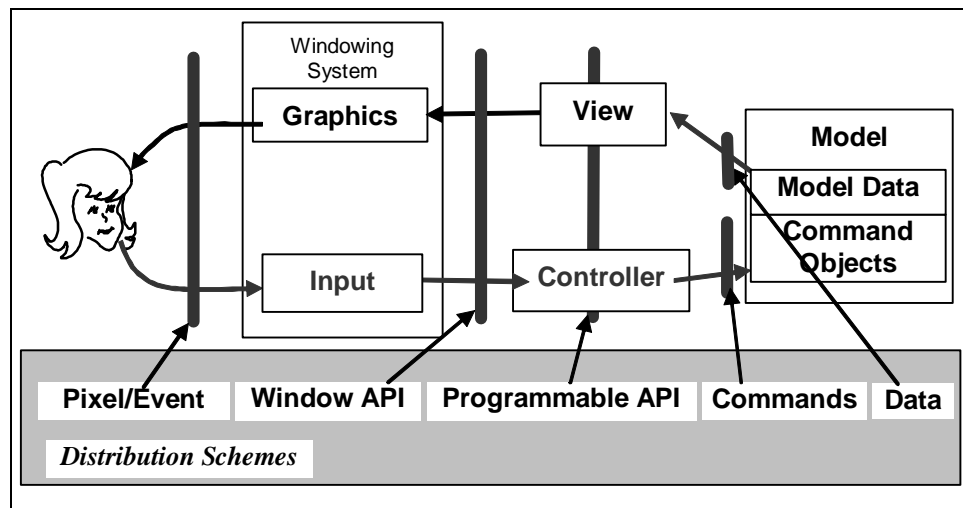 Windowing
System
Graphics
View
Model
Model Data
Command
Objects
Input
Controller
Pixel/Event
Window API
Programmable API
Commands
Data
Distribution Schemes